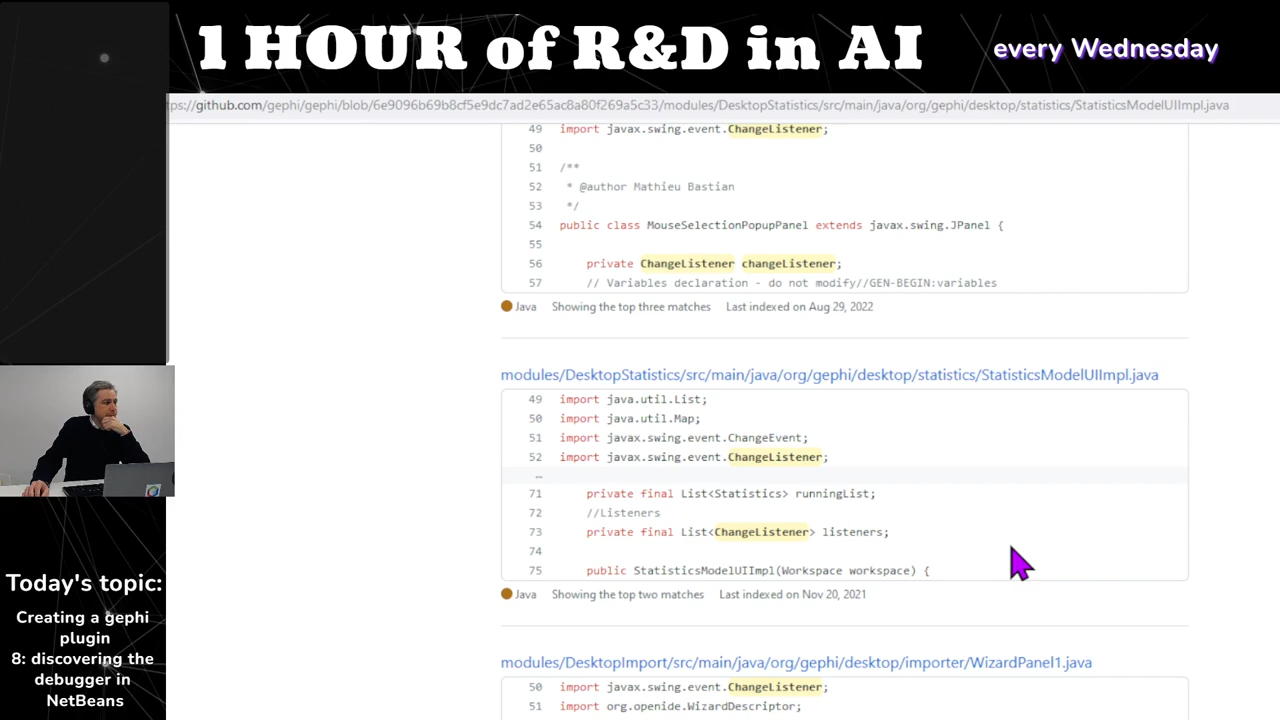 1 HOUR of R&D in AI
every Wednesday
tps://github.com/gephi/gephi/blob/6e9096b69b8cf5e9dc7ad2e65ac8a80f269a5c33/modules/DesktopStatistics/src/main/java/org/gephi/desktop/statistics/StatisticsModelUIImpl.java
49 import javax.swing.event.ChangeListener;
50
51 /**
52 * @author Mathieu Bastian
53 */
54 public class MouseSelectionPopupPanel extends javax.swing.JPanel {
55
56 private ChangeListener changeListener;
57 // Variables declaration - do not modify//GEN-BEGIN:variables
Java Showing the top three matches Last indexed on Aug 29, 2022
modules/DesktopStatistics/src/main/java/org/gephi/desktop/statistics/StatisticsModelUIImpl.java
49 import java.util.List;
50 import java.util.Map;
51 import javax.swing.event.ChangeEvent;
52 import javax.swing.event.ChangeListener;
…
71 private final List<Statistics> runningList;
72 //Listeners
73 private final List<ChangeListener> listeners;
74
75 public StatisticsModelUIImpl(Workspace workspace) {
Java Showing the top two matches Last indexed on Nov 20, 2021
modules/DesktopImport/src/main/java/org/gephi/desktop/importer/WizardPanel1.java
50 import javax.swing.event.ChangeListener;
51 import org.openide.WizardDescriptor;
Today's topic:
Creating a gephi
plugin
8: discovering the
debugger in
NetBeans